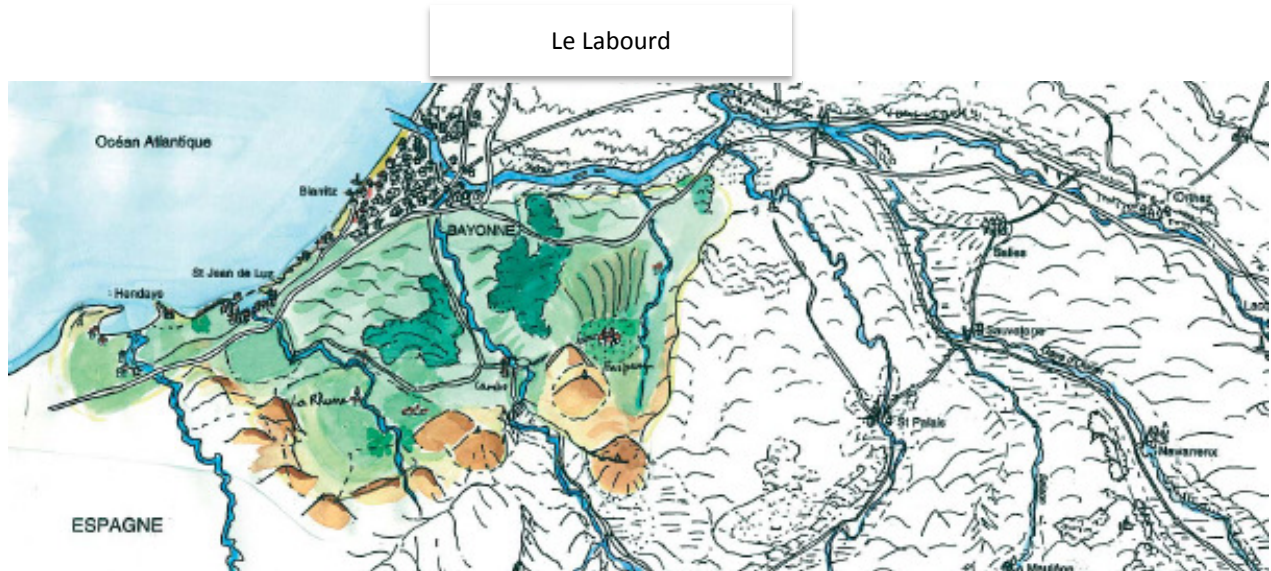 Le Labourd
Océan Atlantique
Biarritz
BAYONNE
St Jean de Luz
Hendaye
Orthez
Salies
Sauveterre
Cambo
La Rhune
St Palais
Navarrenx
ESPAGNE